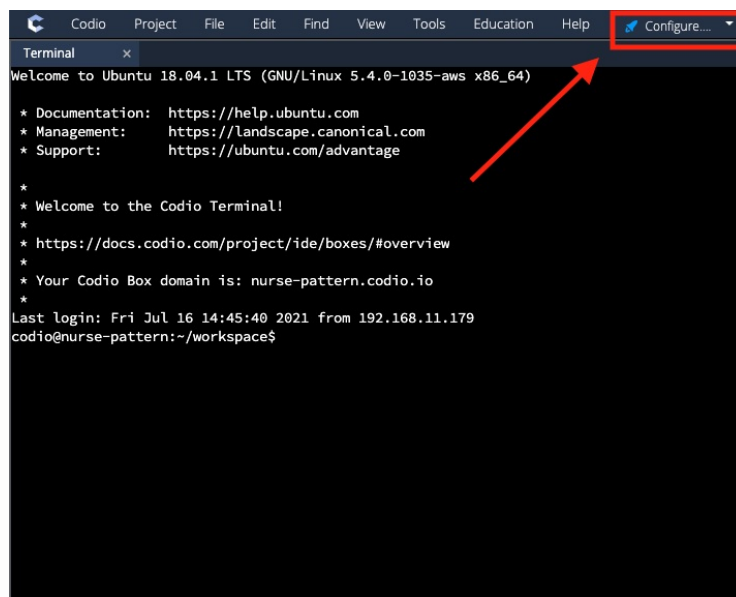 Codio Project File Edit Find View Tools Education Help Configure....
Terminal ×
Welcome to Ubuntu 18.04.1 LTS (GNU/Linux 5.4.0-1035-aws x86_64)
* Documentation: https://help.ubuntu.com
* Management: https://landscape.canonical.com
* Support: https://ubuntu.com/advantage
*
* Welcome to the Codio Terminal!
*
* https://docs.codio.com/project/ide/boxes/#overview
*
* Your Codio Box domain is: nurse-pattern.codio.io
*
Last login: Fri Jul 16 14:45:40 2021 from 192.168.11.179
codio@nurse-pattern:~/workspace$